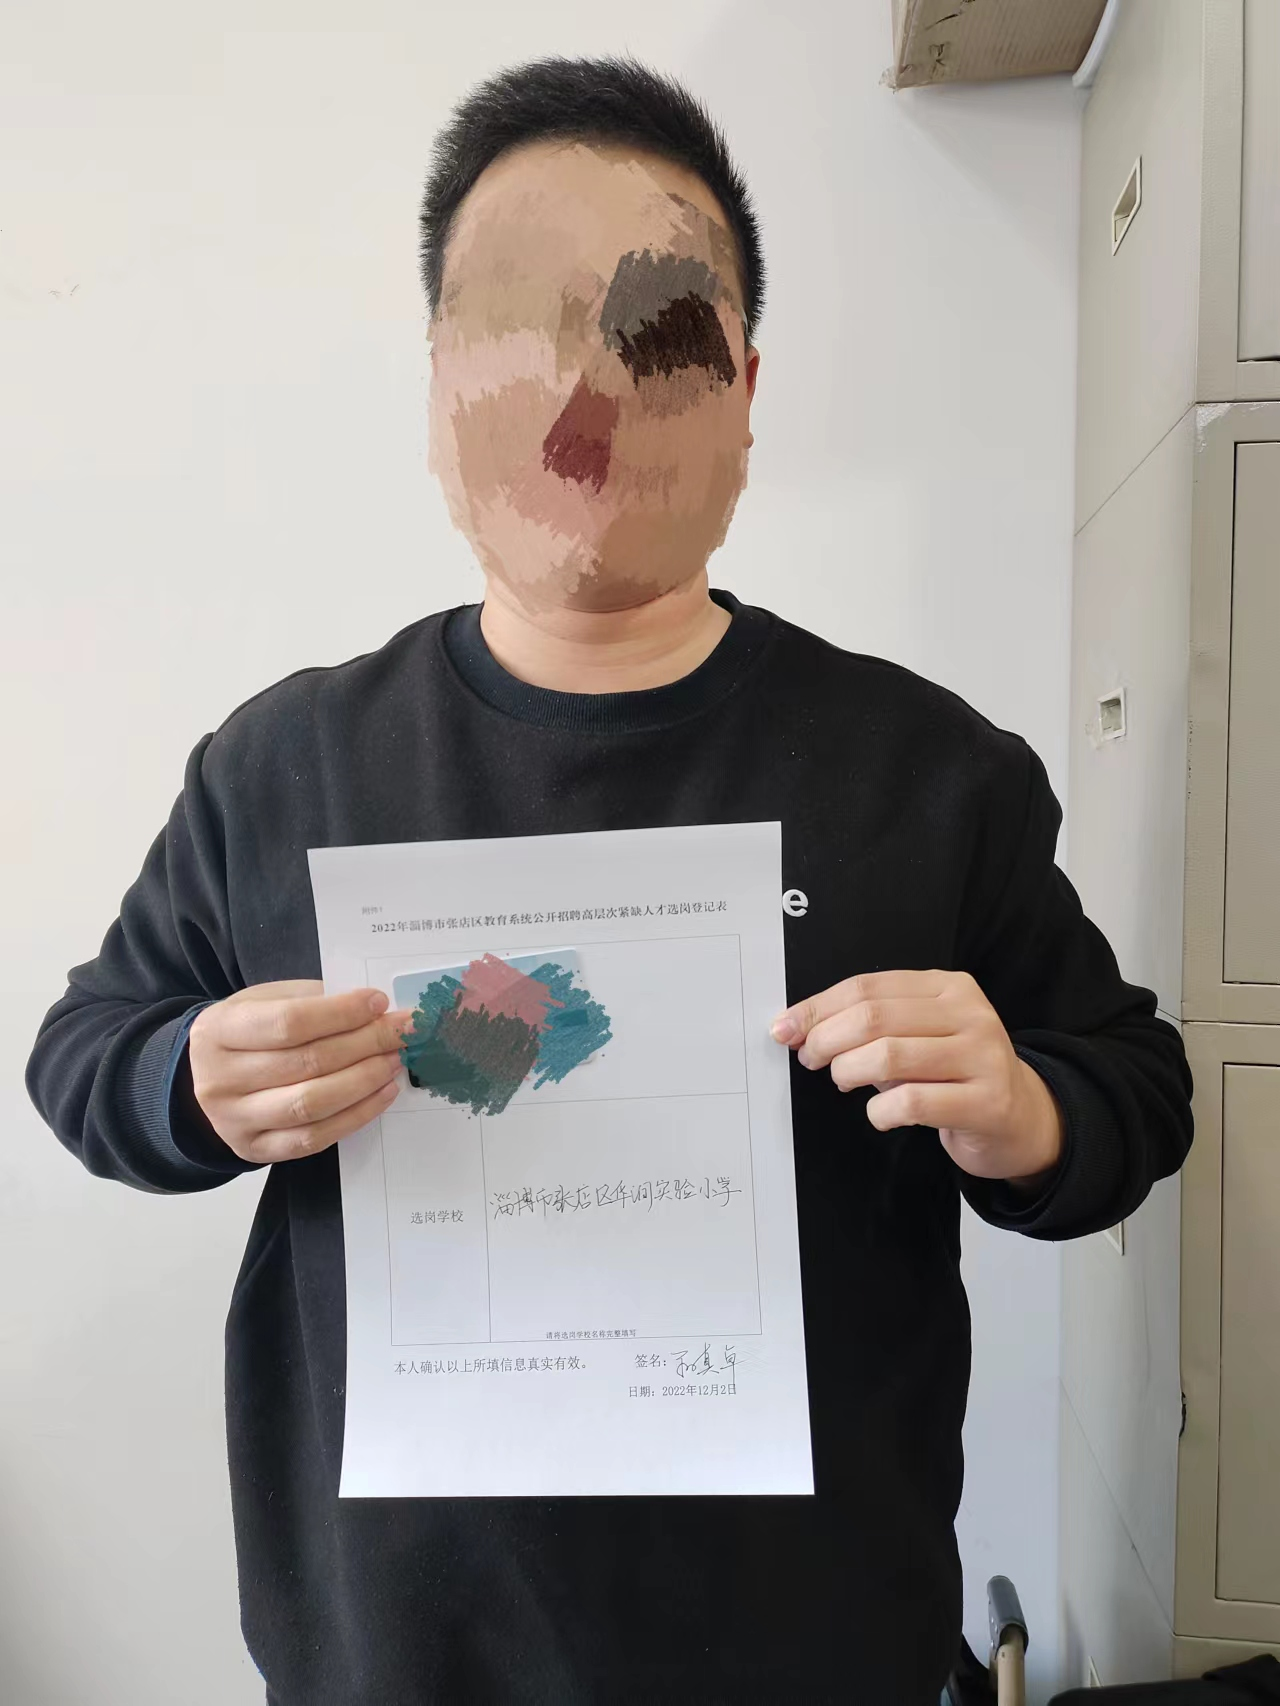 附件1
2022年淄博市张店区教育系统公开招聘高层次紧缺人才选岗登记表
选岗学校
淄博市张店区华润实验小学
请将选岗学校名称完整填写
本人确认以上所填信息真实有效。
签名：
日期：2022年12月2日
e